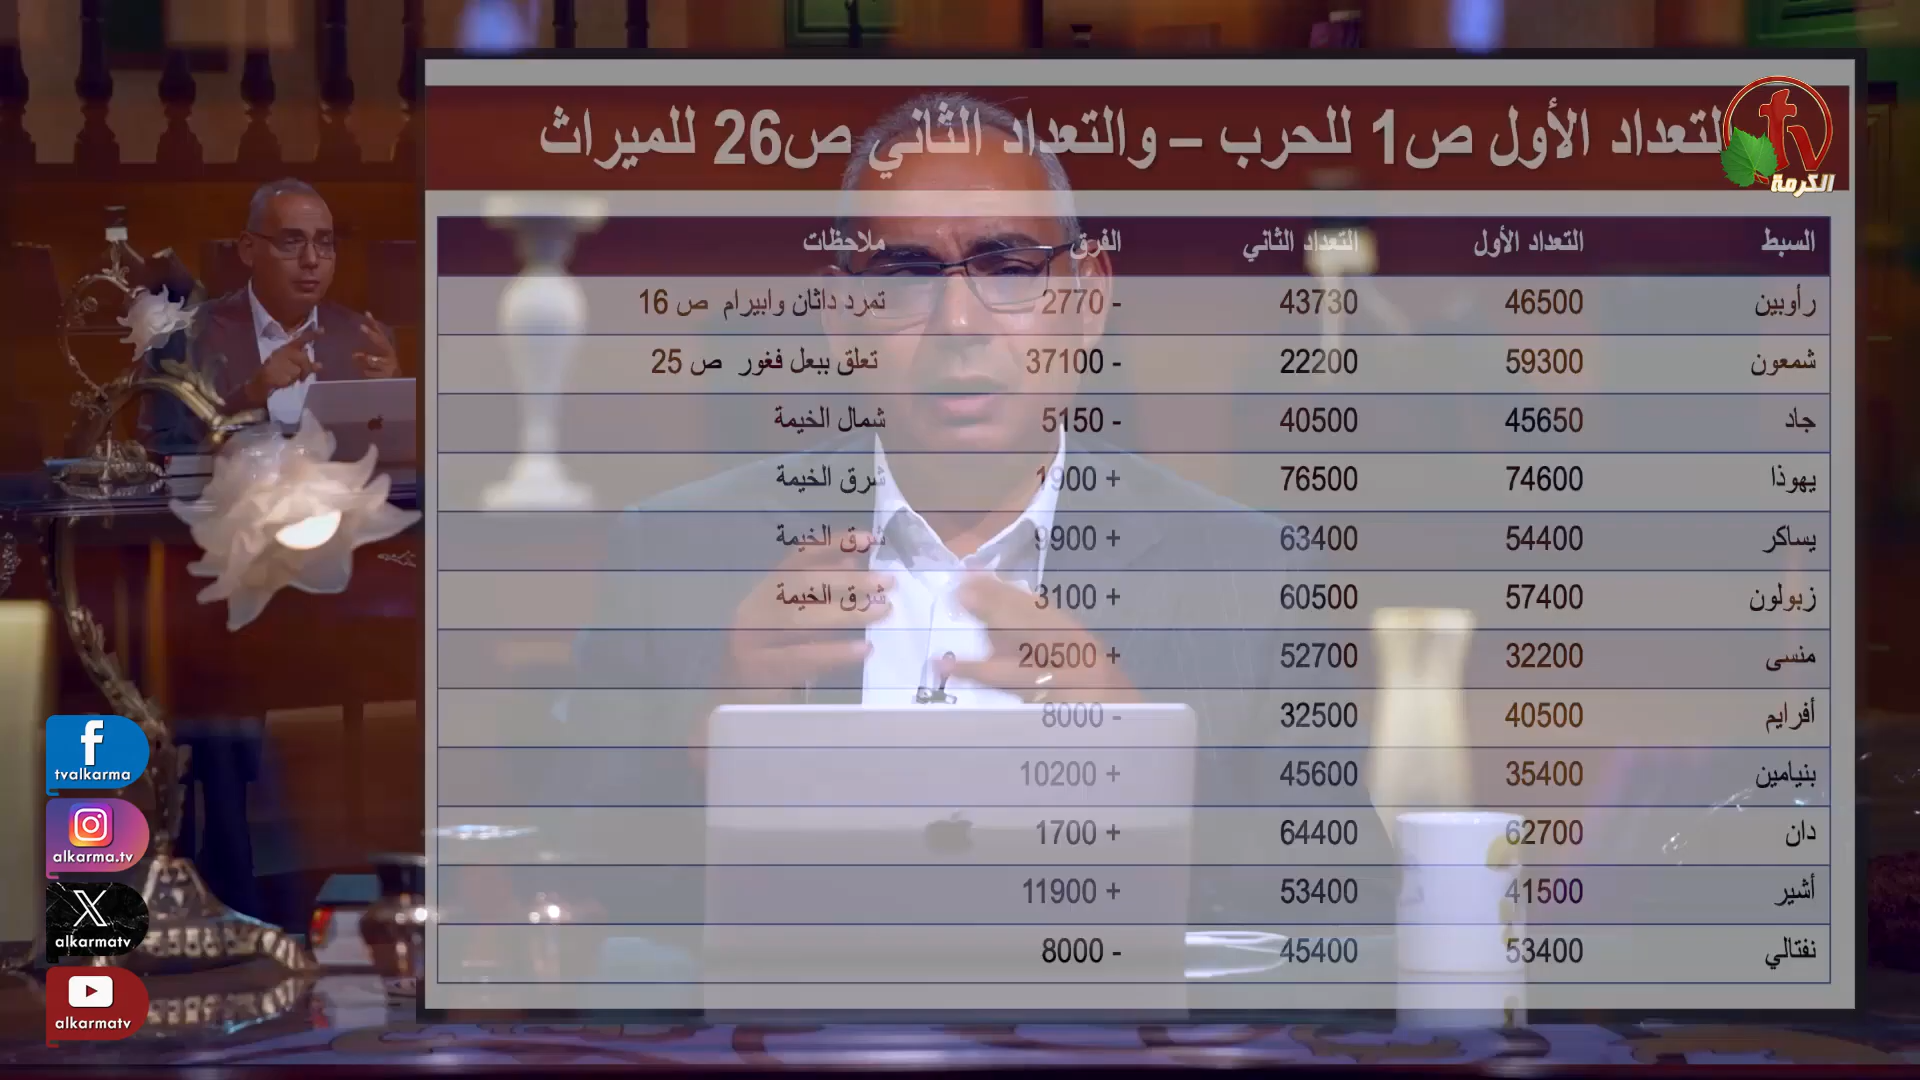 لتعداد الأول ص1 للحرب – والتعداد الثاني ص26 للميراث
tv
الكرمة
السبط التعداد الأول التعداد الثاني الفرق ملاحظات
رأوبين 46500 43730 2770 - تمرد داثان وابيرام ص 16
شمعون 59300 22200 37100 - تعلق ببعل فغور ص 25
جاد 45650 40500 5150 - شمال الخيمة
يهوذا 74600 76500 1900 + شرق الخيمة
يساكر 54400 63400 9900 + شرق الخيمة
زبولون 57400 60500 3100 + شرق الخيمة
منسى 32200 52700 20500 +
أفرايم 40500 32500 8000 -
بنيامين 35400 45600 10200 +
دان 62700 64400 1700 +
أشير 41500 53400 11900 +
نفتالي 53400 45400 8000 -
tvalkarma
alkarma.tv
alkarmatv
alkarmatv